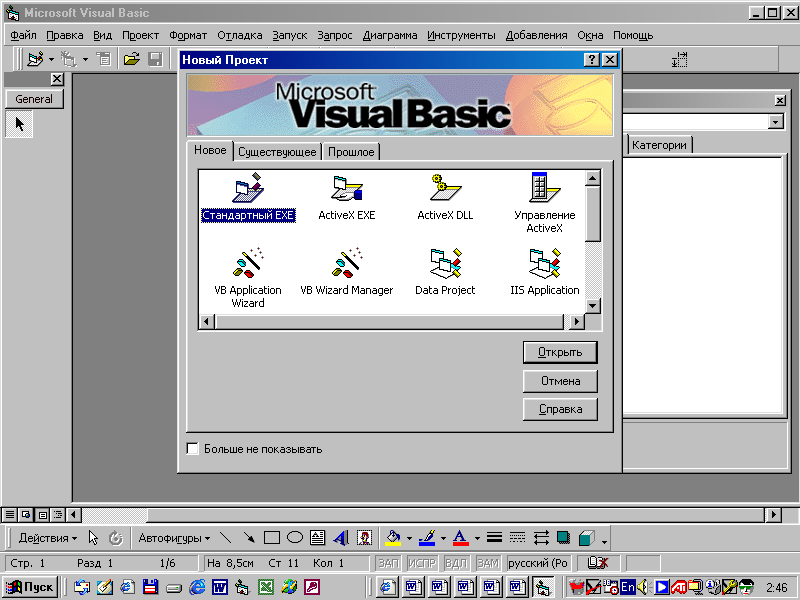 Microsoft Visual Basic
Файл Правка Вид Проект Формат Отладка Запуск Запрос Диаграмма Инструменты Добавления Окна Помощь
General
Новый Проект
Microsoft
Visual Basic
Новое Существующее Прошлое
Стандартный EXE ActiveX EXE ActiveX DLL Управление
ActiveX
VB Application VB Wizard Manager Data Project IIS Application
Wizard
Открыть
Отмена
Справка
Больше не показывать
Категории
Действия Автофигуры
Стр. 1 Разд 1 1/6 На 8,5см Ст 11 Кол 1 ЗАП ИСПР ВДЛ ЗАМ русский (Ро
Пуск En 2:46